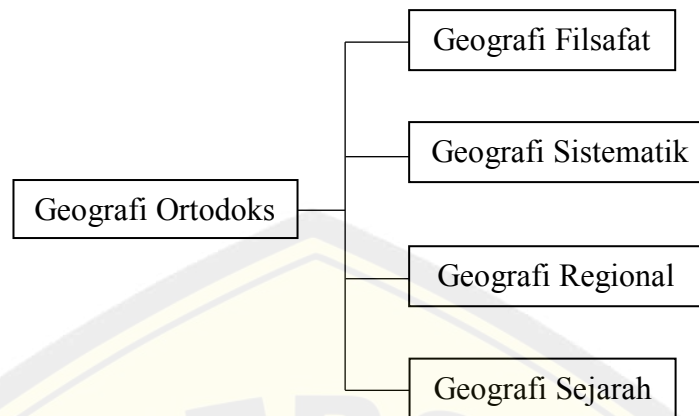 Geografi Filsafat
Geografi Sistematik
Geografi Ortodoks
Geografi Regional
Geografi Sejarah